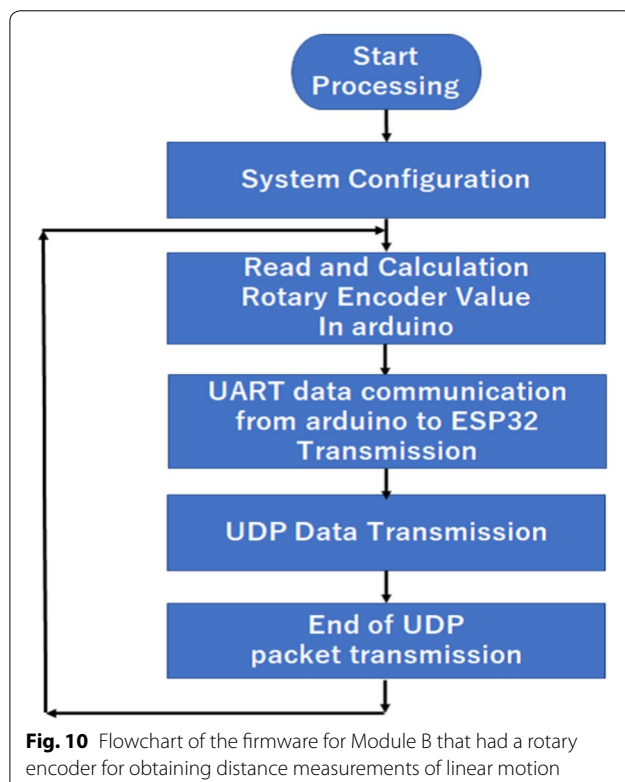 Start
Processing
System Configuration
Read and Calculation
Rotary Encoder Value
In arduino
UART data communication
from arduino to ESP32
Transmission
UDP Data Transmission
End of UDP
packet transmission
Fig. 10 Flowchart of the firmware for Module B that had a rotary
encoder for obtaining distance measurements of linear motion